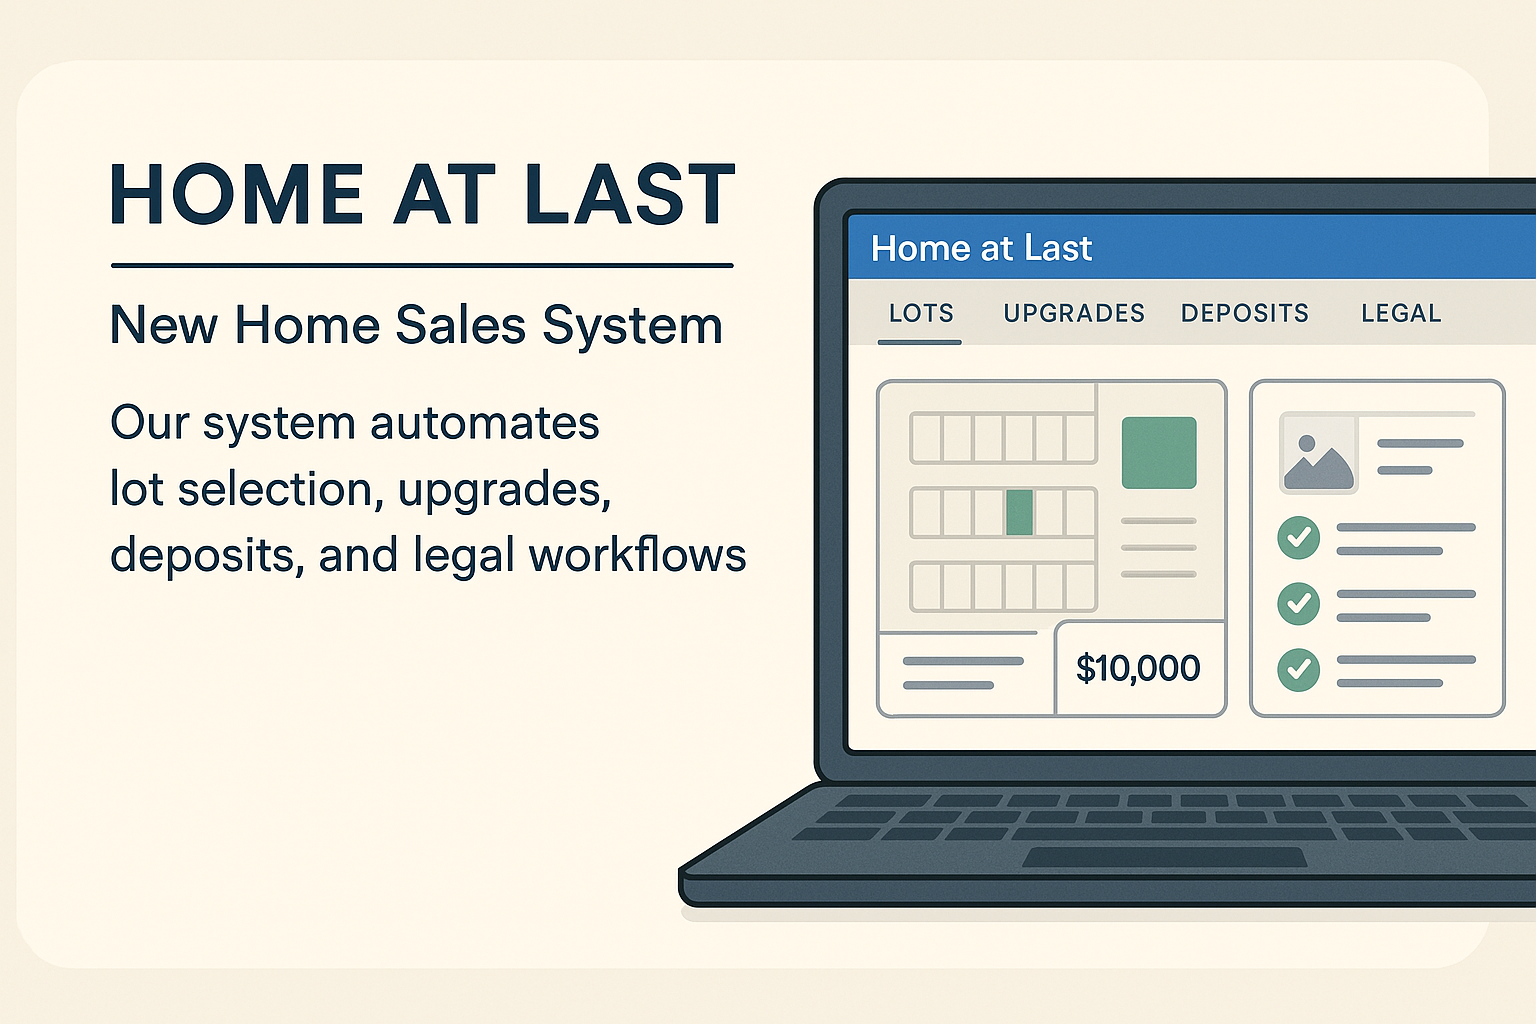 HOME AT LAST
New Home Sales System
Our system automates
lot selection, upgrades,
deposits, and legal workflows
Home at Last
LOTS UPGRADES DEPOSITS LEGAL
$10,000